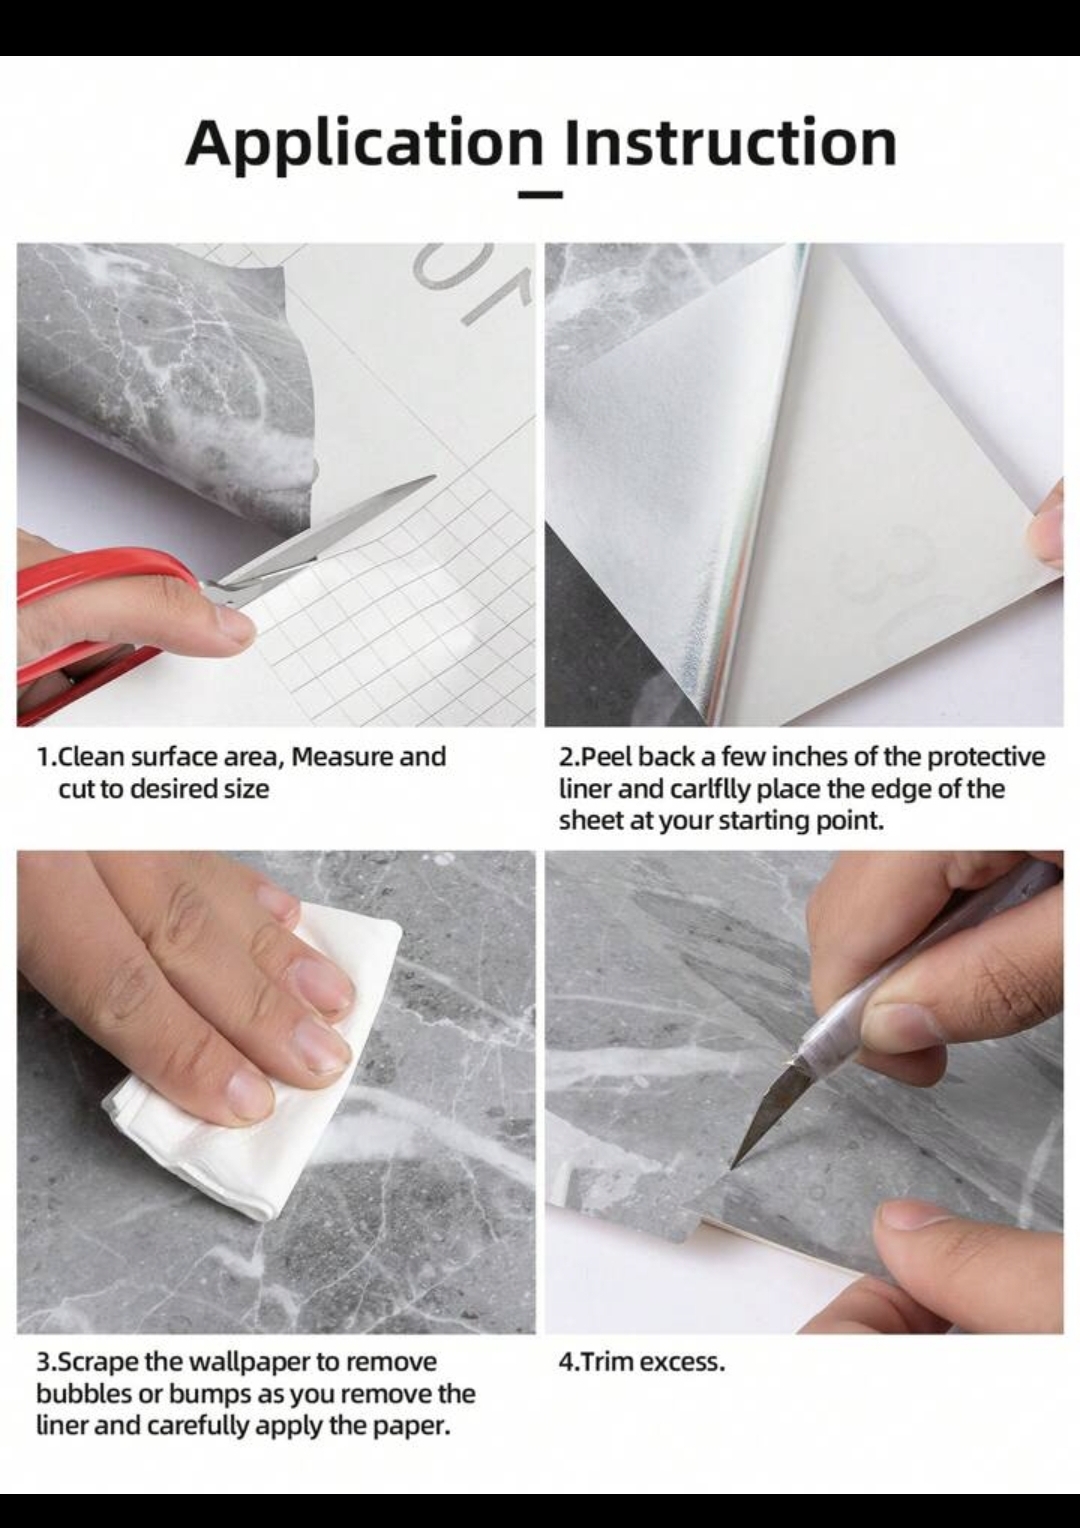 Application Instruction
10
30
1.Clean surface area, Measure and
cut to desired size
2.Peel back a few inches of the protective
liner and carlflly place the edge of the
sheet at your starting point.
3.Scrape the wallpaper to remove
bubbles or bumps as you remove the
liner and carefully apply the paper.
4.Trim excess.